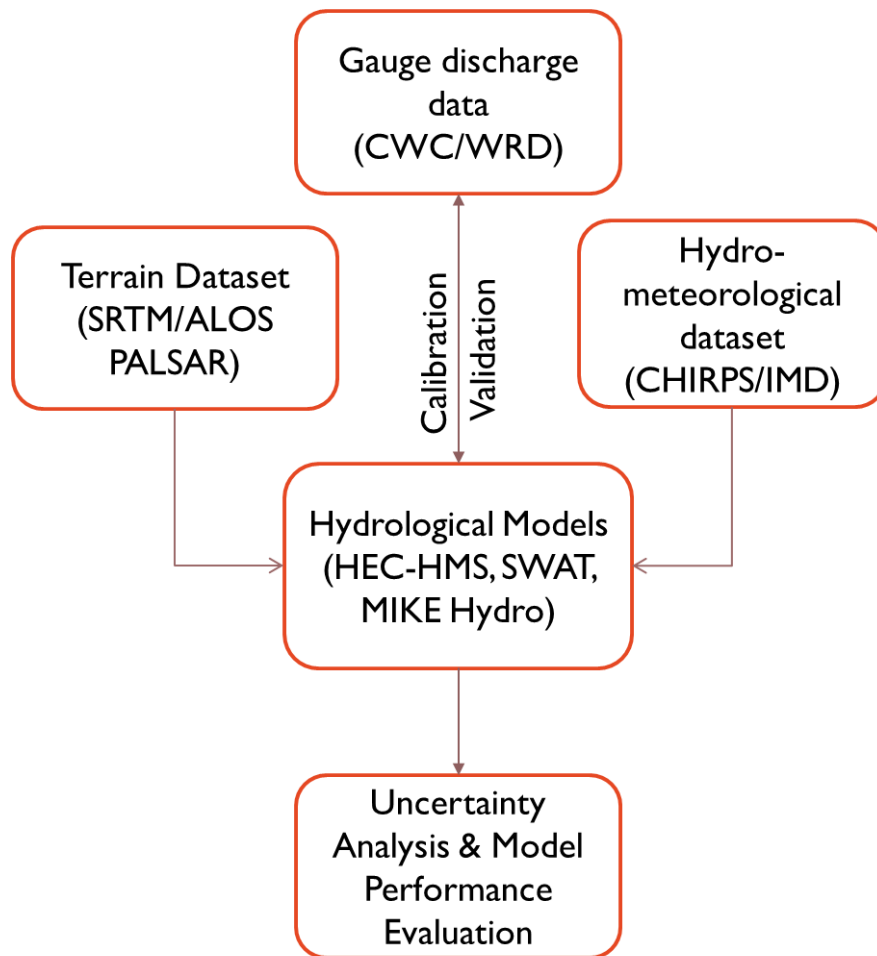 Gauge discharge
data
(CWC/WRD)
Terrain Dataset
(SRTM/ALOS
PALSAR)
Calibration
Validation
Hydro-
meteorological
dataset
(CHIRPS/IMD)
Hydrological Models
(HEC-HMS, SWAT,
MIKE Hydro)
Uncertainty
Analysis & Model
Performance
Evaluation